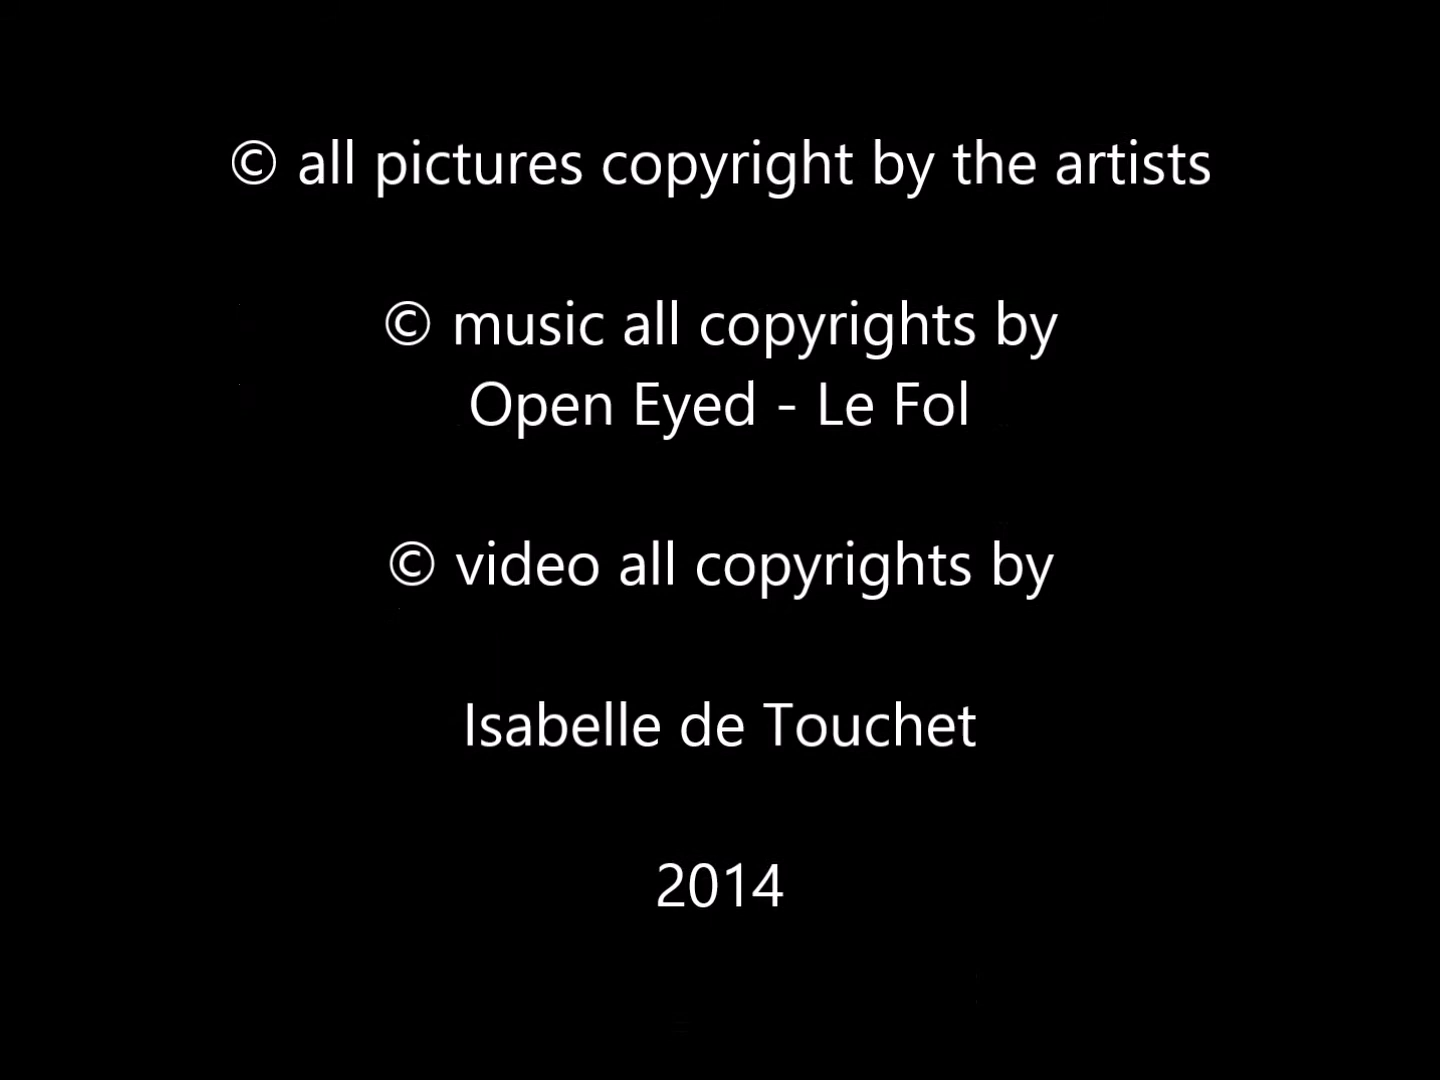 © all pictures copyright by the artists
© music all copyrights by
Open Eyed - Le Fol
© video all copyrights by
Isabelle de Touchet
2014